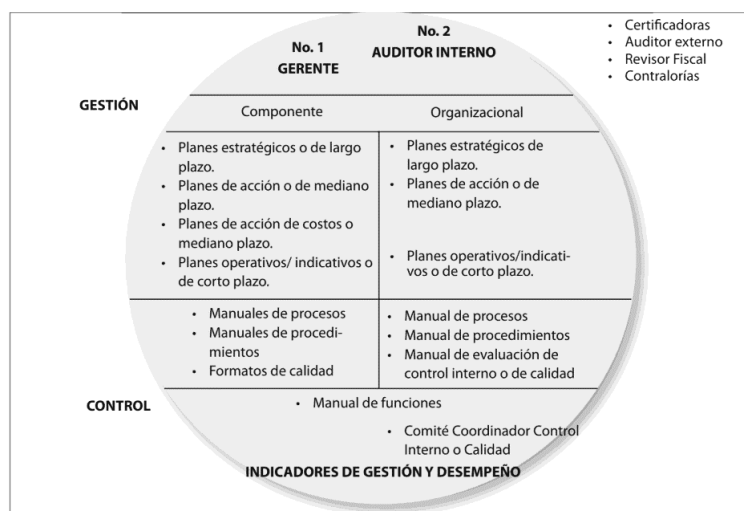 No. 1
GERENTE
No. 2
AUDITOR INTERNO
• Certificadoras
• Auditor externo
• Revisor Fiscal
• Contralorías
GESTIÓN
Componente
Organizacional
• Planes estratégicos o de largo
plazo.
• Planes de acción o de mediano
plazo.
• Planes de acción de costos o
mediano plazo.
• Planes operativos/ indicativos o
de corto plazo.
• Planes estratégicos de
largo plazo.
• Planes de acción o de
mediano plazo.
• Planes operativos/indicati-
vos o de corto plazo.
• Manuales de procesos
• Manuales de procedi-
mientos
• Formatos de calidad
• Manual de procesos
• Manual de procedimientos
• Manual de evaluación de
control interno o de calidad
CONTROL
• Manual de funciones
• Comité Coordinador Control
Interno o Calidad
INDICADORES DE GESTIÓN Y DESEMPEÑO